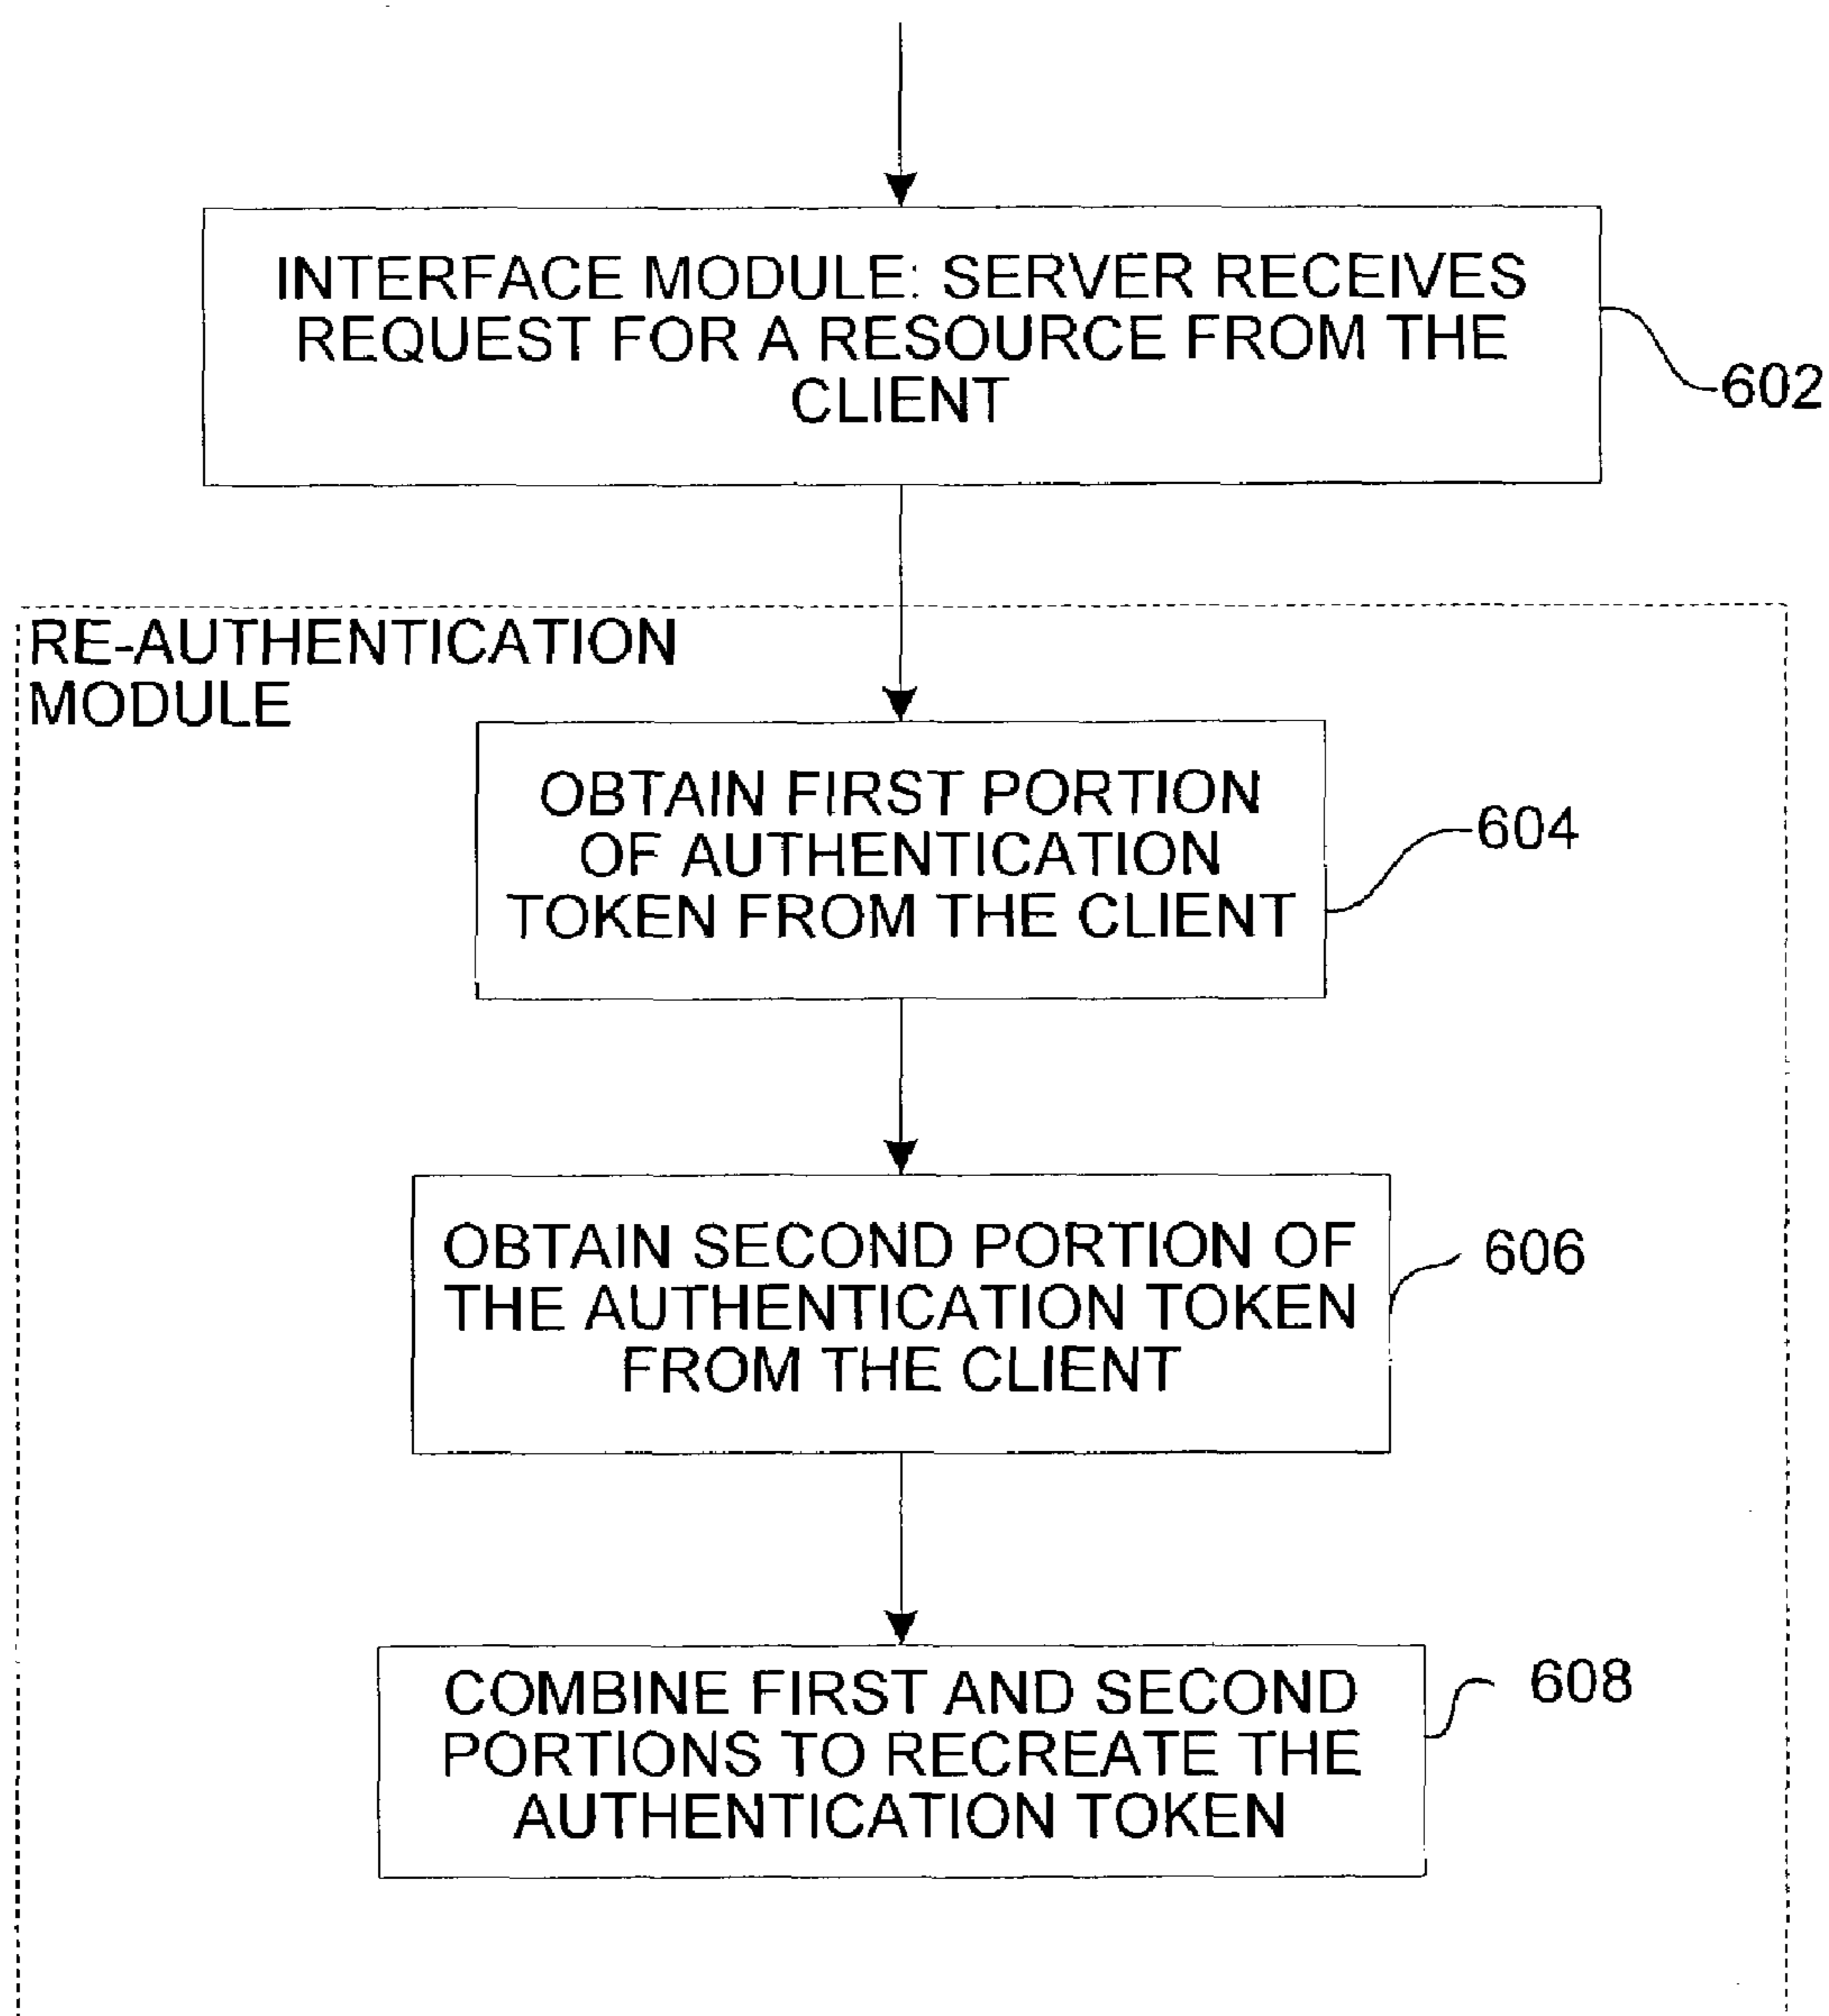 INTERFACE MODULE: SERVER RECEIVES
REQUEST FOR A RESOURCE FROM THE
CLIENT
602
RE-AUTHENTICATION
MODULE
OBTAIN FIRST PORTION
OF AUTHENTICATION
TOKEN FROM THE CLIENT
604
OBTAIN SECOND PORTION OF
THE AUTHENTICATION TOKEN
FROM THE CLIENT
606
COMBINE FIRST AND SECOND
PORTIONS TO RECREATE THE
AUTHENTICATION TOKEN
608